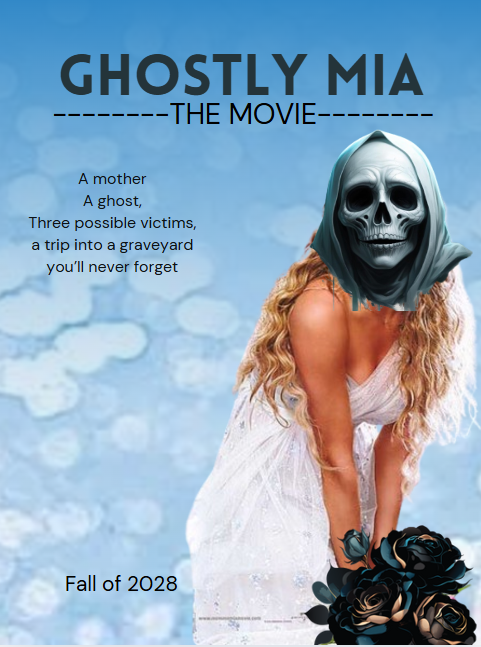 GHOSTLY MIA
--------THE MOVIE--------
A mother
A ghost,
Three possible victims,
a trip into a graveyard
you'll never forget
Fall of 2028